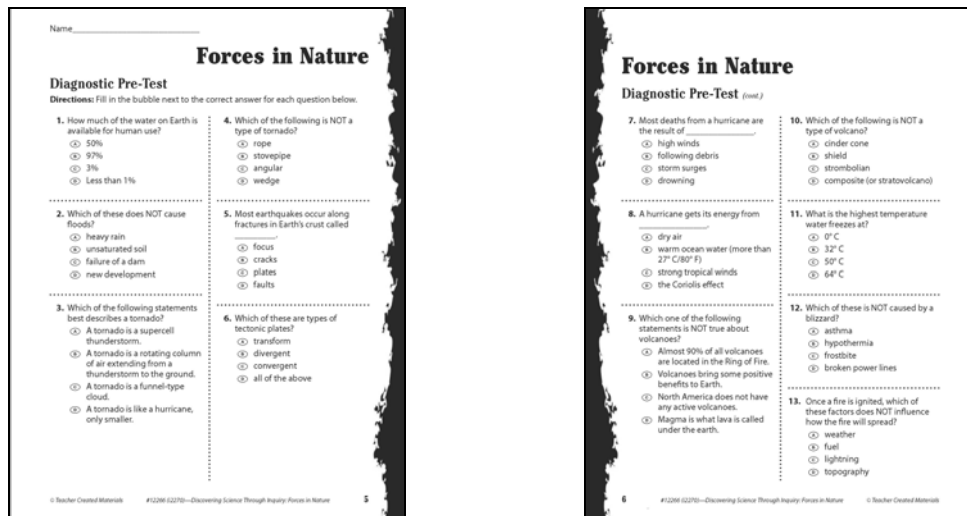 Name
Forces in Nature
Diagnostic Pre-Test
Directions: Fill in the bubble next to the correct answer for each question below.
1. How much of the water on Earth is
available for human use?
A 50%
B 97%
C 3%
D Less than 1%
2. Which of these does NOT cause
floods?
A heavy rain
B unsaturated soil
C failure of a dam
D new development
3. Which of the following statements
best describes a tornado?
A A tornado is a supercell
thunderstorm.
B A tornado is a rotating column
of air extending from a
thunderstorm to the ground.
C A tornado is a funnel-type
cloud.
D A tornado is like a hurricane,
only smaller.
4. Which of the following is NOT a
type of tornado?
A rope
B stovepipe
C angular
D wedge
5. Most earthquakes occur along
fractures in Earth's crust called
.
A focus
B cracks
C plates
D faults
6. Which of these are types of
tectonic plates?
A transform
B divergent
C convergent
D all of the above
© Teacher Created Materials #12266 (i2270)—Discovering Science Through Inquiry: Forces in Nature 5
Forces in Nature
Diagnostic Pre-Test (cont.)
7. Most deaths from a hurricane are
the result of .
A high winds
B following debris
C storm surges
D drowning
8. A hurricane gets its energy from
.
A dry air
B warm ocean water (more than
27° C/80° F)
C strong tropical winds
D the Coriolis effect
9. Which one of the following
statements is NOT true about
volcanoes?
A Almost 90% of all volcanoes
are located in the Ring of Fire.
B Volcanoes bring some positive
benefits to Earth.
C North America does not have
any active volcanoes.
D Magma is what lava is called
under the earth.
10. Which of the following is NOT a
type of volcano?
A cinder cone
B shield
C strombolian
D composite (or stratovolcano)
11. What is the highest temperature
water freezes at?
A 0° C
B 32° C
C 50° C
D 64° C
12. Which of these is NOT caused by a
blizzard?
A asthma
B hypothermia
C frostbite
D broken power lines
13. Once a fire is ignited, which of
these factors does NOT influence
how the fire will spread?
A weather
B fuel
C lightning
D topography
6 #12266 (i2270)—Discovering Science Through Inquiry: Forces in Nature © Teacher Created Materials